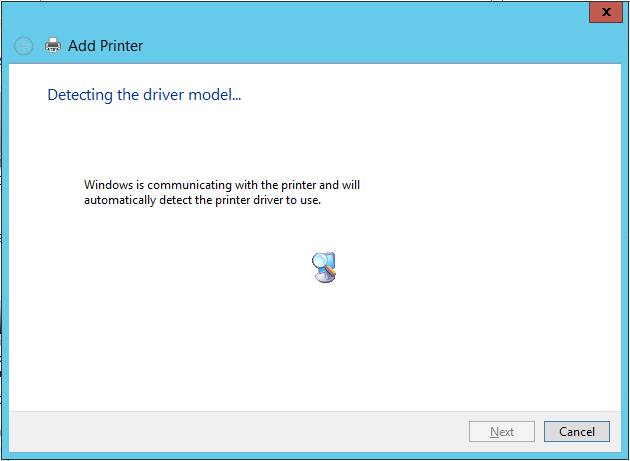 x
Add Printer
Detecting the driver model...
Windows is communicating with the printer and will
automatically detect the printer driver to use.
Next
Cancel